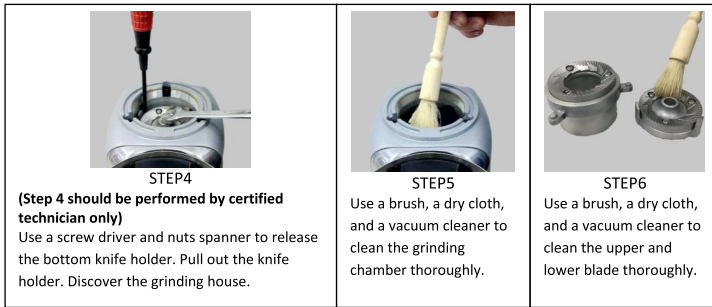 STEP4
(Step 4 should be performed by certified
technician only)
Use a screw driver and nuts spanner to release
the bottom knife holder. Pull out the knife
holder. Discover the grinding house.
STEP5
Use a brush, a dry cloth,
and a vacuum cleaner to
clean the grinding
chamber thoroughly.
STEP6
Use a brush, a dry cloth,
and a vacuum cleaner to
clean the upper and
lower blade thoroughly.